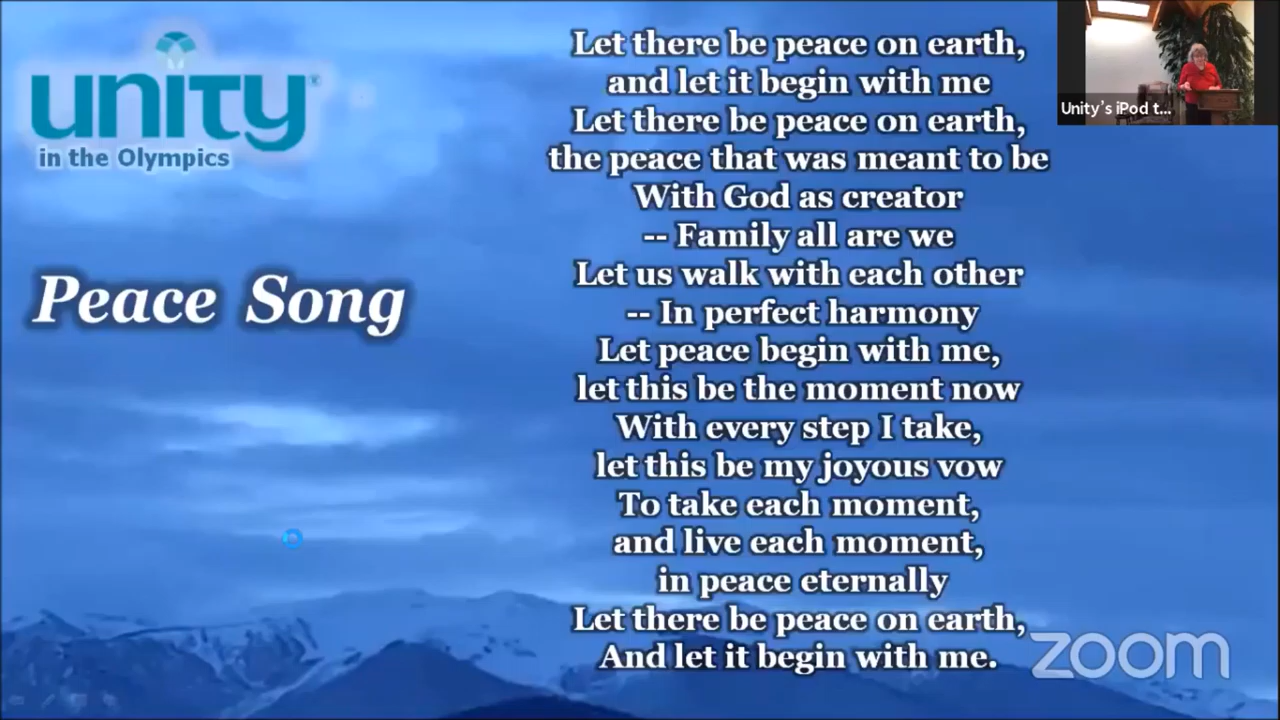 unity®
in the Olympics
Peace Song
Let there be peace on earth,
and let it begin with me
Let there be peace on earth,
the peace that was meant to be
With God as creator
-- Family all are we
Let us walk with each other
-- In perfect harmony
Let peace begin with me,
let this be the moment now
With every step I take,
let this be my joyous vow
To take each moment,
and live each moment,
in peace eternally
Let there be peace on earth,
And let it begin with me.
Unity's iPod t...
zoom